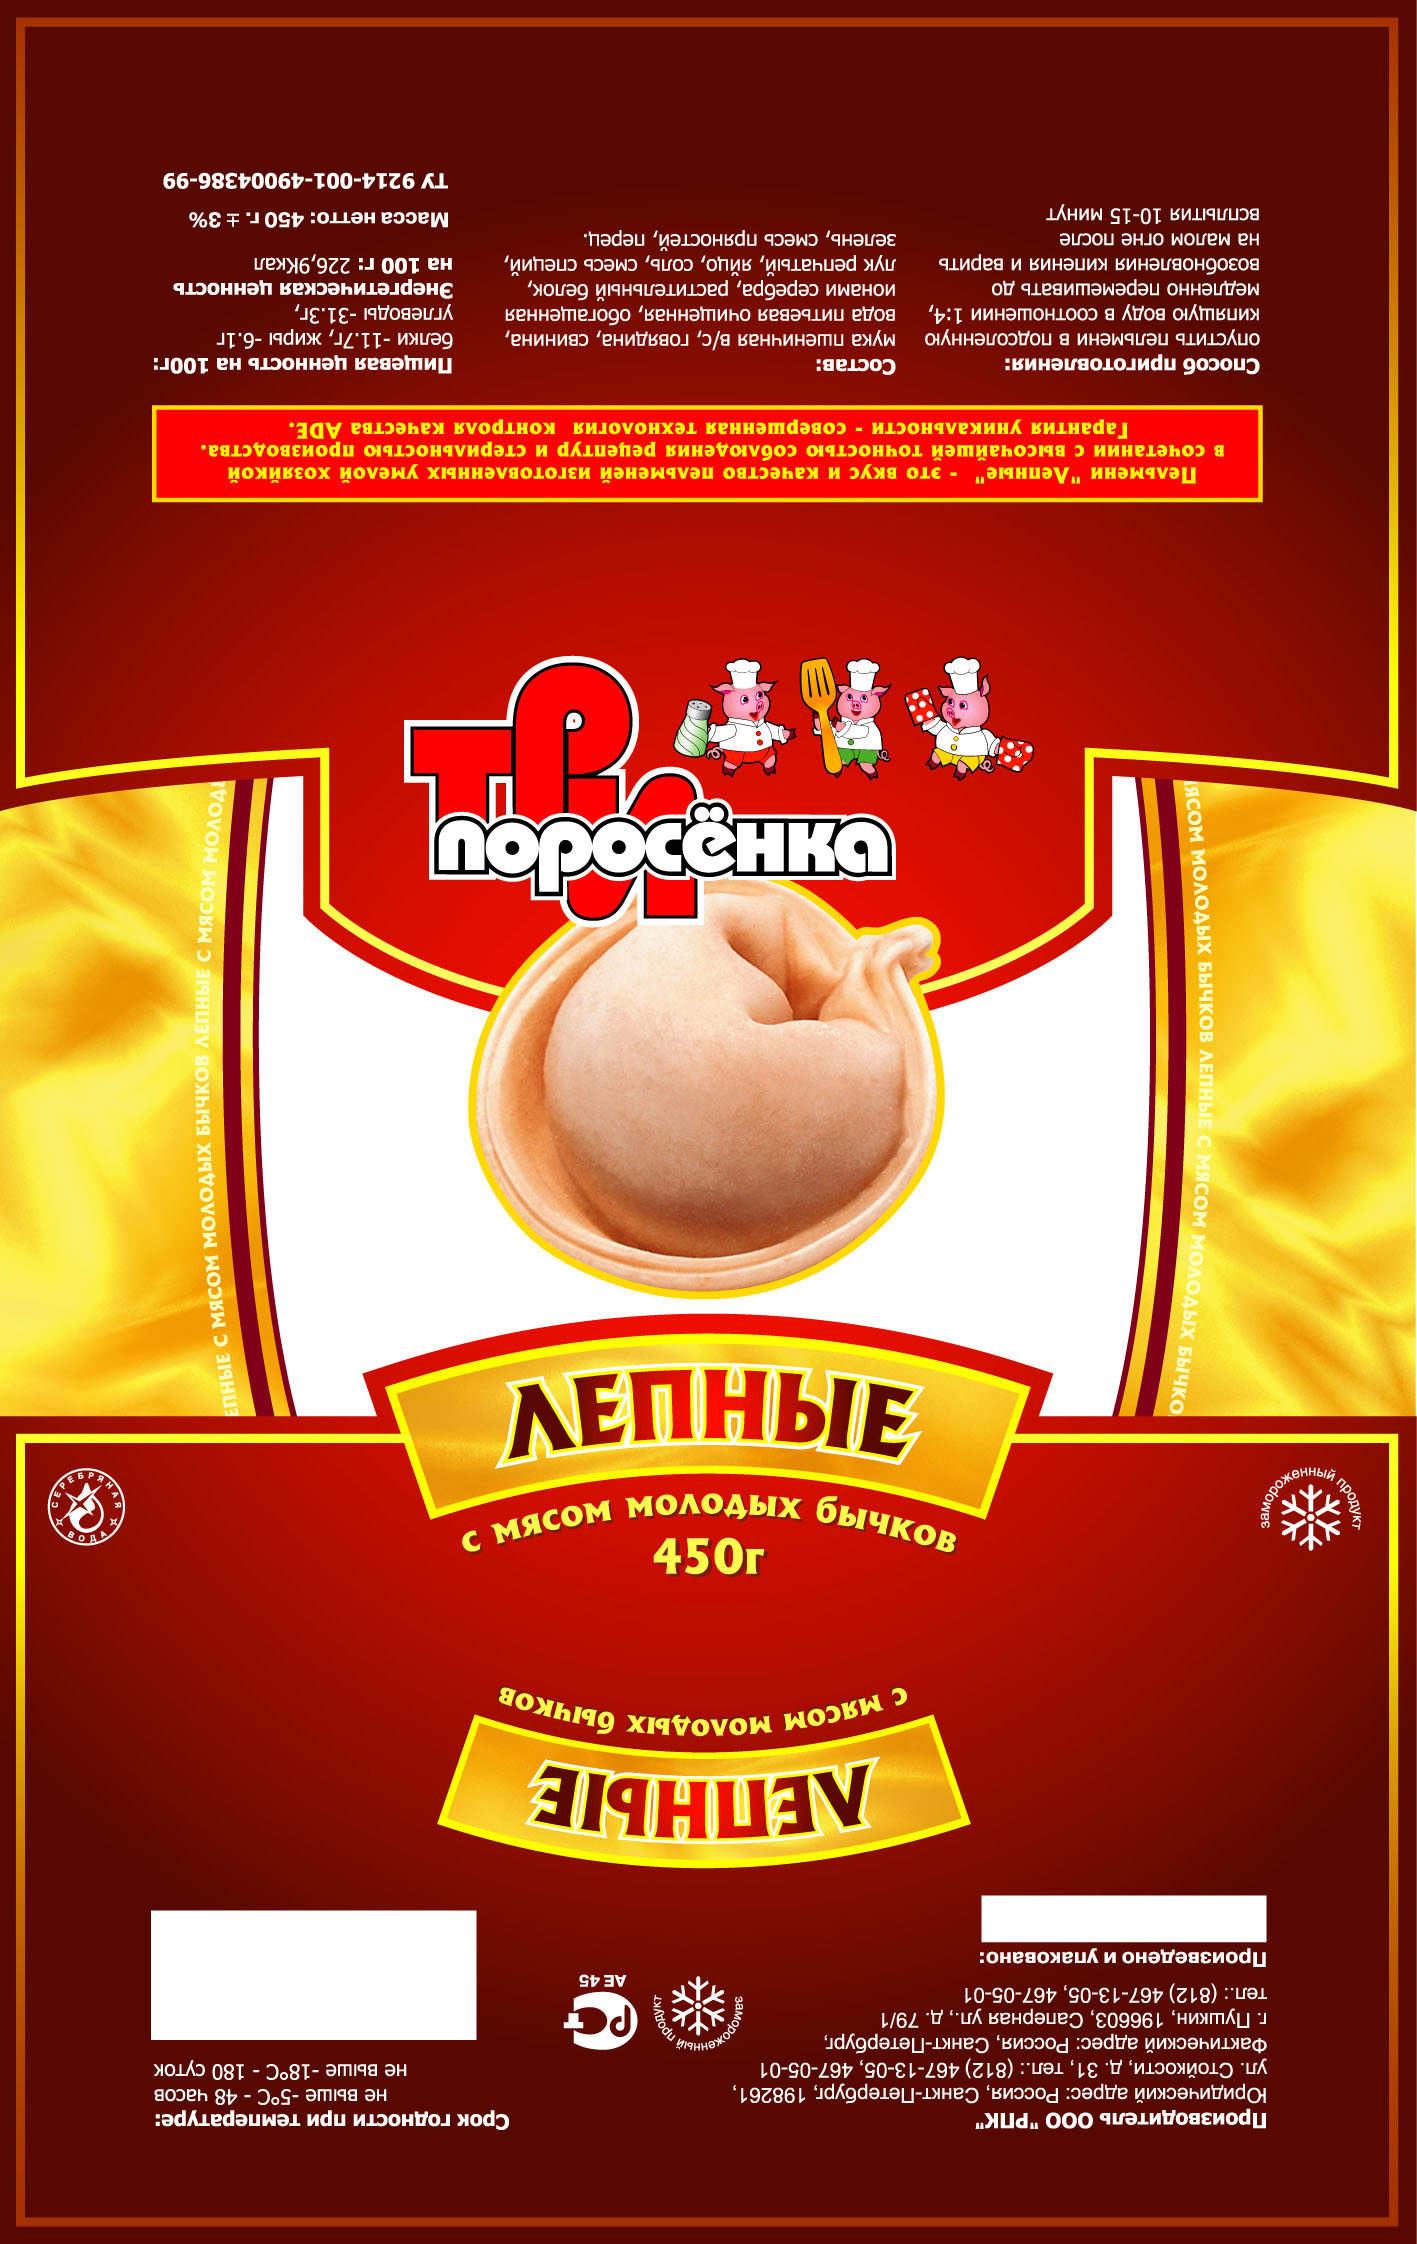 Способ приготовления:
опустить пельмени в подсоленную
кипящую воду в соотношении 1:4,
медленно перемешивать до
возобновления кипения и варить
на малом огне после
всплытия 10-15 минут
Состав:
мука пшеничная в/с, говядина, свинина,
вода питьевая очищенная, обогащенная
ионами серебра, растительный белок,
лук репчатый, яйцо, соль, смесь специй,
зелень, смесь пряностей, перец.
Пищевая ценность на 100г:
белки -11.7г, жиры -6.1г
углеводы -31.3г,
Энергетическая ценность
на 100 г: 226,9Ккал
Масса нетто: 450 г. ± 3%
ТУ 9214-001-49004386-99
Пельмени "Лепные" - это вкус и качество пельменей изготовленных умелой хозяйкой
в сочетании с высочайшей точностью соблюдения рецептур и стерильностью производства.
Гарантия уникальности - совершенная технология контроля качества ADE.
ТРИ
поросёнка
ЕПНЫЕ С МЯСОМ МОЛОДЫХ БЫЧКОВ ЛЕПНЫЕ С МЯСОМ МОЛОДЫ
ЯСОМ МОЛОДЫХ БЫЧКОВ ЛЕПНЫЕ С МЯСОМ МОЛОДЫХ БЫЧКО
ЛЕПНЫЕ
с мясом молодых бычков
450г
СЕРЕБРЯНАЯ
ВОДА
замороженный продукт
ЛЕПНЫЕ
с мясом молодых бычков
Производитель ООО "РПК"
Юридический адрес: Россия, Санкт-Петербург, 198261,
ул. Стойкости, д. 31, тел.: (812) 467-13-05, 467-05-01
Фактический адрес: Россия, Санкт-Петербург,
г. Пушкин, 196603, Саперная ул., д. 79/1
тел.: (812) 467-13-05, 467-05-01
Произведено и упаковано:
замороженный продукт
АЕ 45
Срок годности при температуре:
не выше -5°С - 48 часов
не выше -18°С - 180 суток